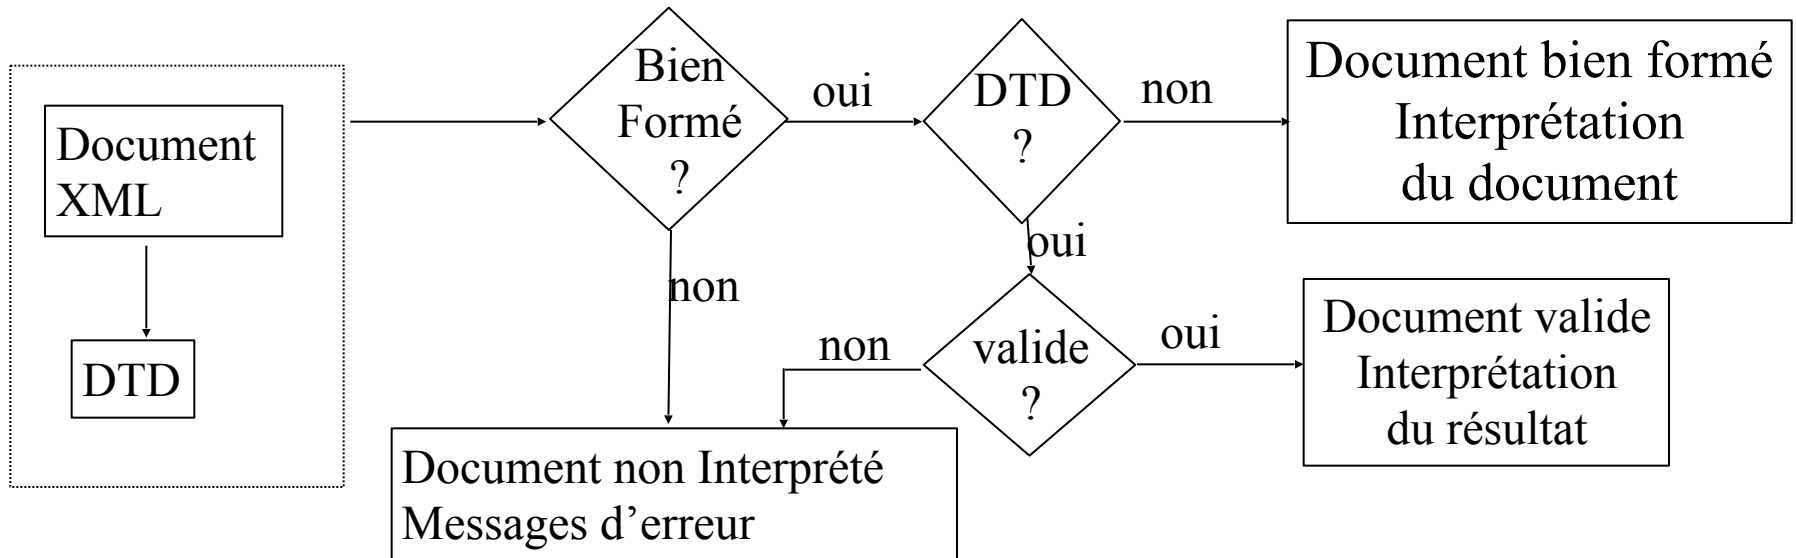 Document
XML
DTD
Bien
Formé
?
oui
non
DTD
?
non
oui
Document bien formé
Interprétation
du document
valide
?
non
oui
Document valide
Interprétation
du résultat
Document non Interprété
Messages d’erreur